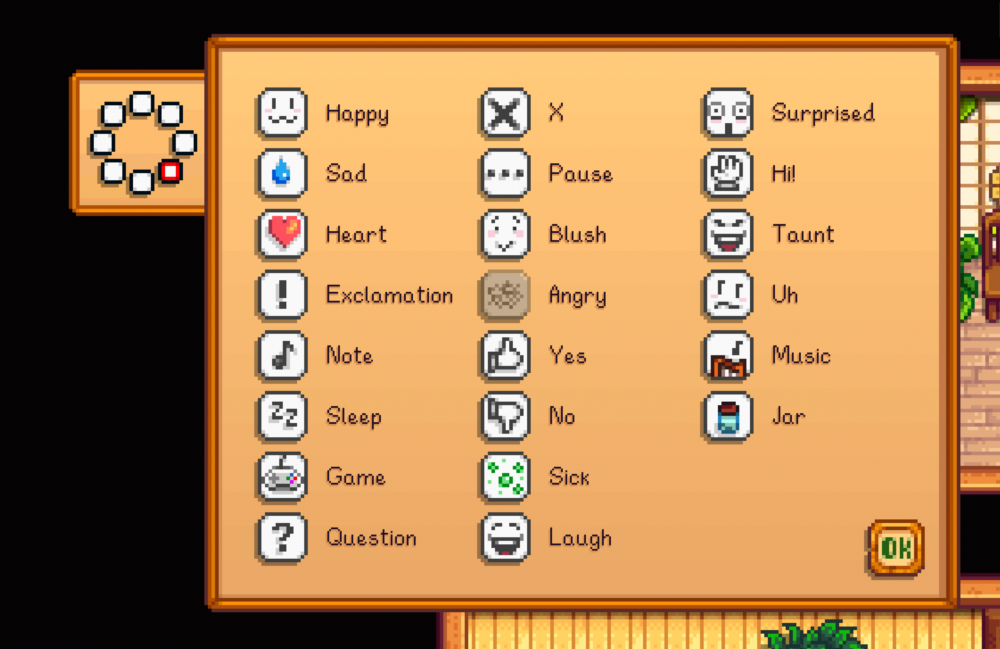 Happy
Sad
Heart
Exclamation
Note
Sleep
Game
Question
X
Pause
Blush
Angry
Yes
No
Sick
Laugh
Surprised
Hi!
Taunt
Uh
Music
Jar
OK